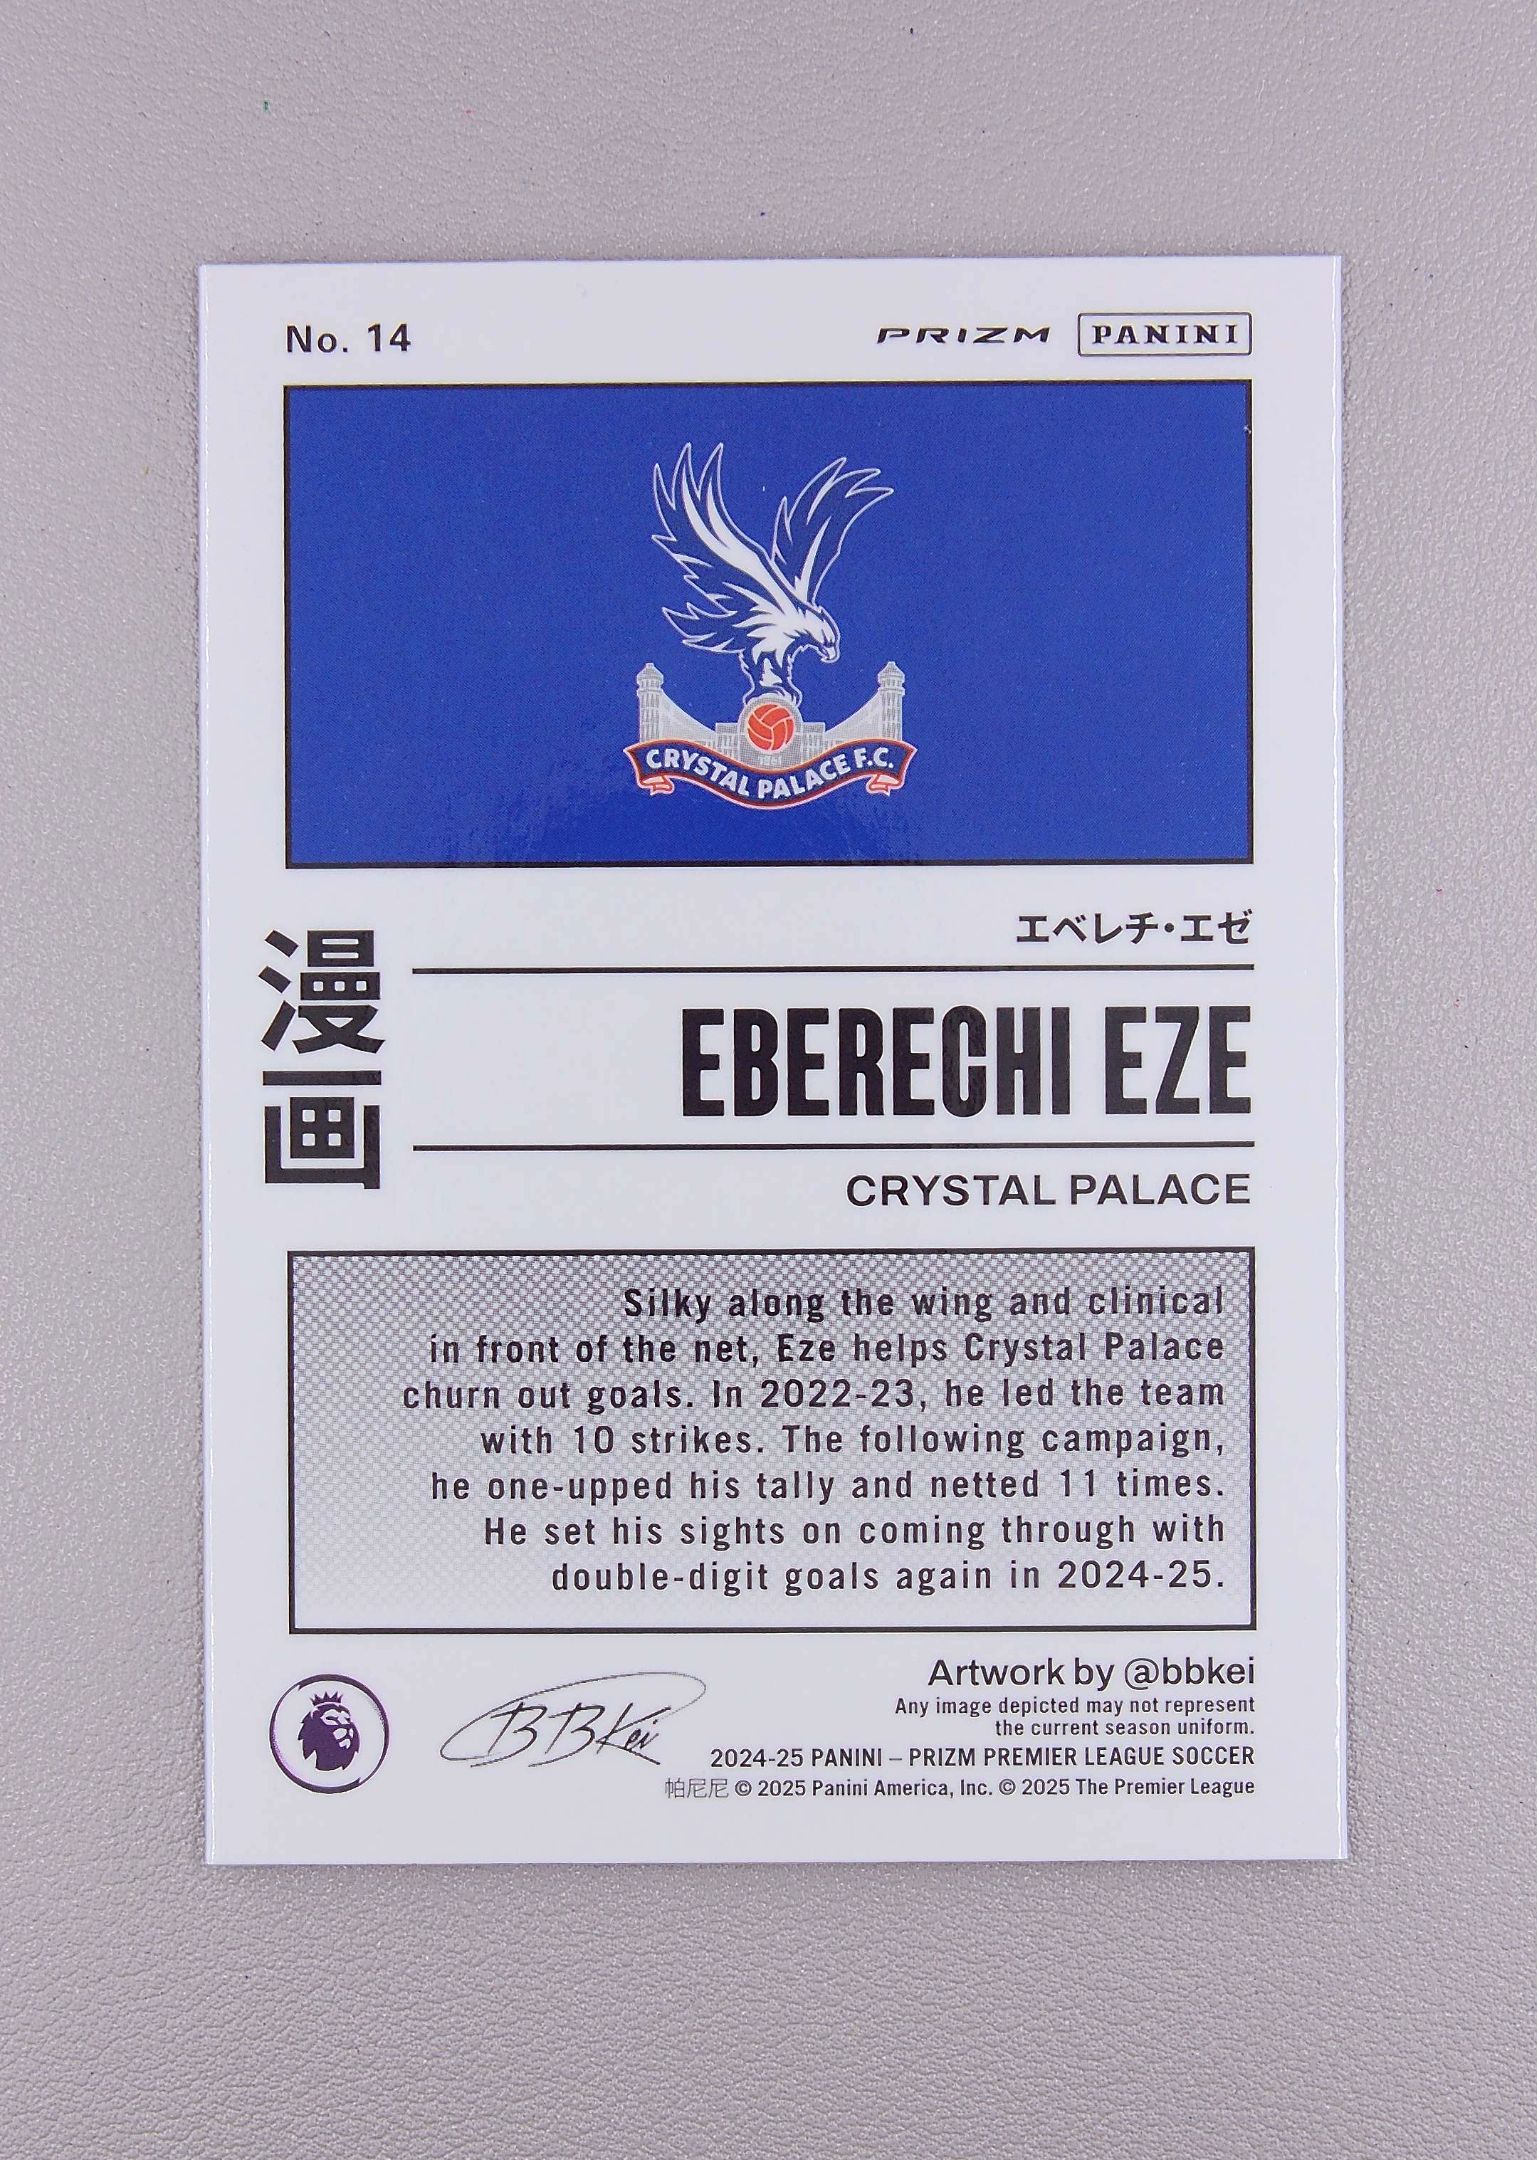 No. 14 PRIZM PANINI
CRYSTAL PALACE F.C.
エベレチ・エゼ
漫画
EBERECHI EZE
CRYSTAL PALACE
Silky along the wing and clinical
in front of the net, Eze helps Crystal Palace
churn out goals. In 2022-23, he led the team
with 10 strikes. The following campaign,
he one-upped his tally and netted 11 times.
He set his sights on coming through with
double-digit goals again in 2024-25.
Artwork by @bbkei
Any image depicted may not represent
the current season uniform.
BBKei
2024-25 PANINI – PRIZM PREMIER LEAGUE SOCCER
帕尼尼 © 2025 Panini America, Inc. © 2025 The Premier League